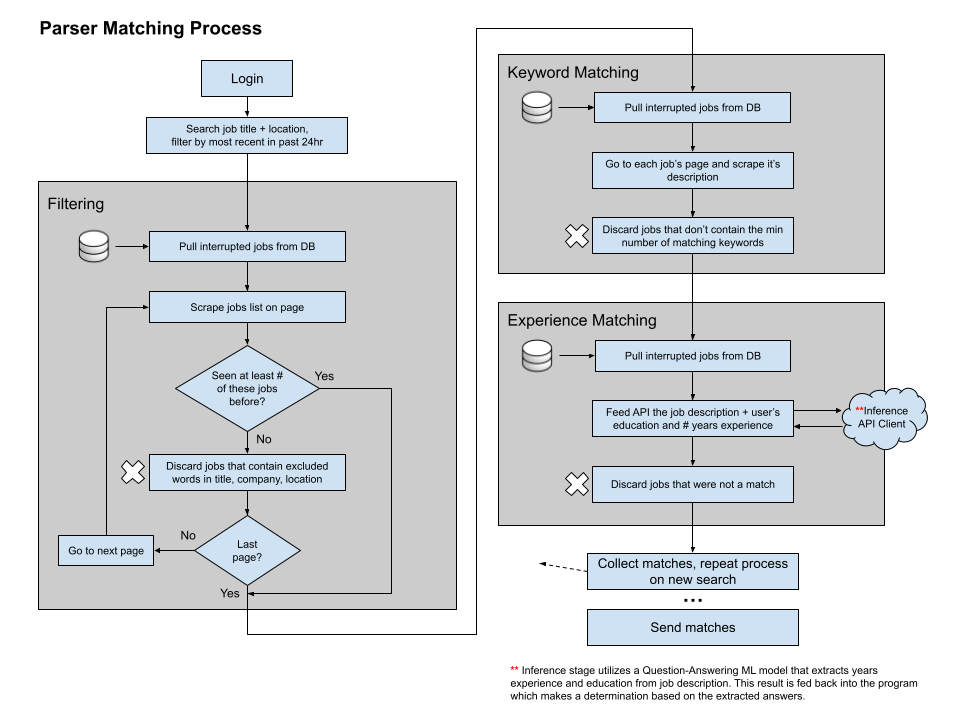 Parser Matching Process
Login
Search job title + location,
filter by most recent in past 24hr
Filtering
Pull interrupted jobs from DB
Scrape jobs list on page
Seen at least #
of these jobs
before?
Yes
No
Discard jobs that contain excluded
words in title, company, location
Last
page?
No
Go to next page
Yes
Keyword Matching
Pull interrupted jobs from DB
Go to each job's page and scrape it's
description
Discard jobs that don't contain the min
number of matching keywords
Experience Matching
Pull interrupted jobs from DB
Feed API the job description + user's
education and # years experience
**Inference
API Client
Discard jobs that were not a match
Collect matches, repeat process
on new search
...
Send matches
** Inference stage utilizes a Question-Answering ML model that extracts years
experience and education from job description. This result is fed back into the program
which makes a determination based on the extracted answers.